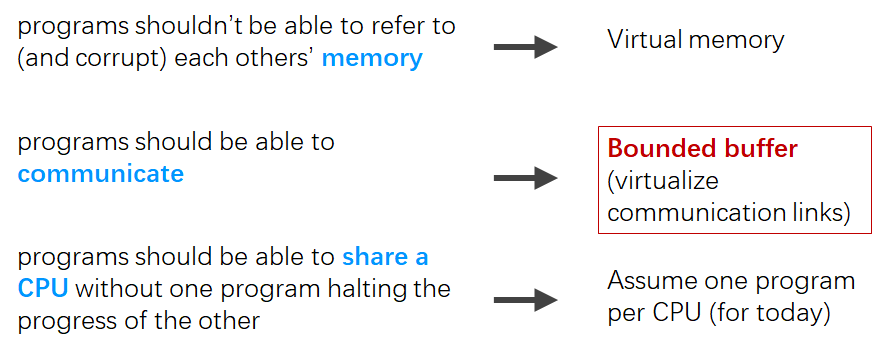 programs shouldn’t be able to refer to
(and corrupt) each others’ memory
Virtual memory
programs should be able to
communicate
Bounded buffer
(virtualize
communication links)
programs should be able to share a
CPU without one program halting the
progress of the other
Assume one program
per CPU (for today)